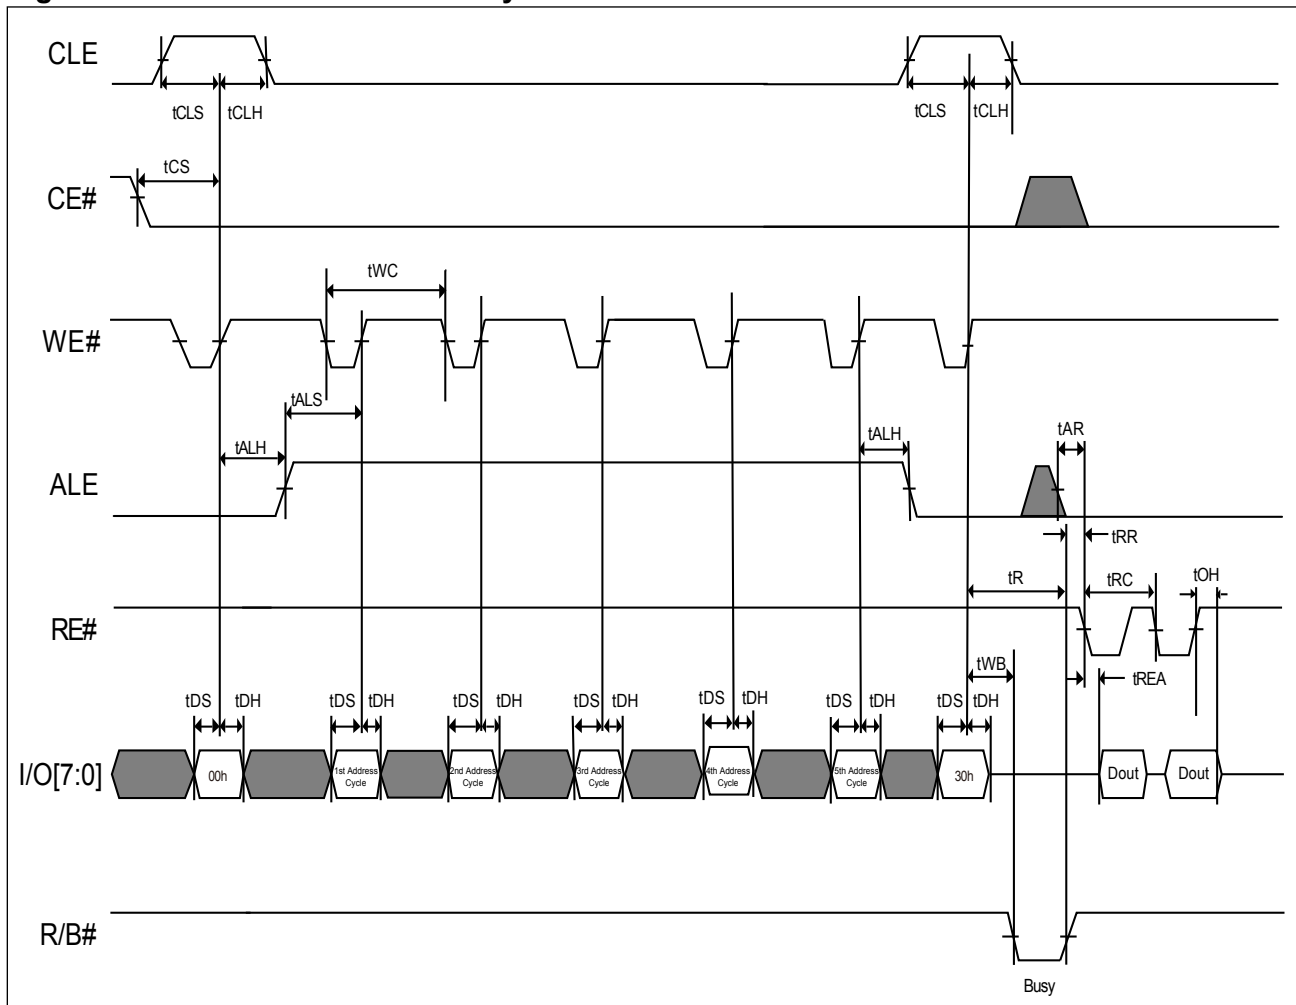 CLE
tCLS tCLH
tCLS tCLH
tCS
CE#
tWC
WE#
tALS
tALH
tALH
tAR
ALE
tRR
tR
tRC
tOH
RE#
tWB
tREA
tDS tDH
tDS tDH
tDS tDH
tDS tDH
tDS tDH
tDS tDH
tDS tDH
I/O[7:0]
00h
1st Address
Cycle
2nd Address
Cycle
3rd Address
Cycle
4th Address
Cycle
5th Address
Cycle
30h
Dout
Dout
R/B#
Busy